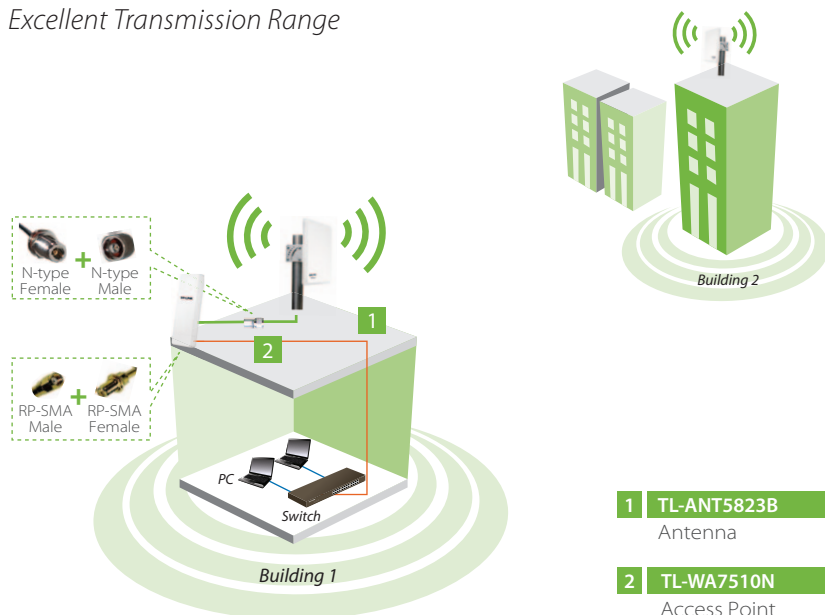 Excellent Transmission Range
Building 2
N-type
Female
+
N-type
Male
1
2
RP-SMA
Male
+
RP-SMA
Female
PC
Switch
Building 1
1 TL-ANT5823B
Antenna
2 TL-WA7510N
Access Point